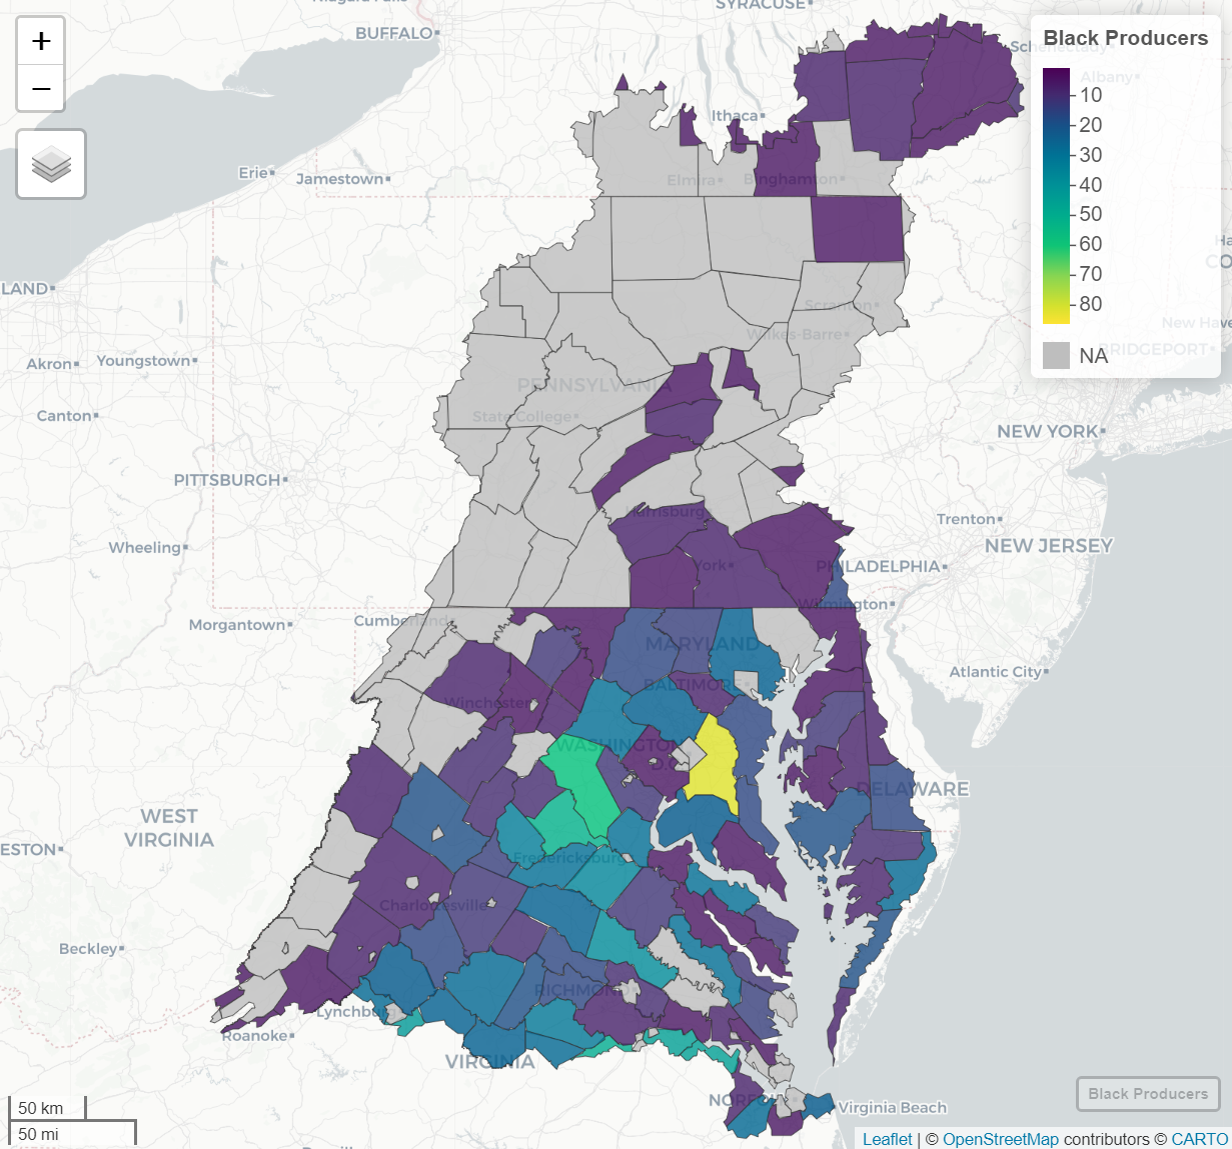 Niagara Falls
SYRACUSE
BUFFALO
Schenectady
Albany
Ithaca
Erie
Jamestown
Elmira
Binghamton
LAND
Scranton
Wilkes-Barre
New Haven
BRIDGEPORT
Akron
Youngstown
PENNSYLVANIA
State College
Canton
NEW YORK
PITTSBURGH
Harrisburg
Trenton
NEW JERSEY
Wheeling
York
PHILADELPHIA
Wilmington
Morgantown
Cumberland
MARYLAND
Atlantic City
BALTIMORE
Winchester
WASHINGTON
D.C.
DELAWARE
WEST
VIRGINIA
ESTON
Fredericksburg
Charlottesville
Beckley
RICHMOND
Lynchburg
Roanoke
VIRGINIA
NORFOLK
Virginia Beach
+
−
Black Producers
10
20
30
40
50
60
70
80
NA
Ha
CO
50 km
50 mi
Black Producers
Leaflet | © OpenStreetMap contributors © CARTO